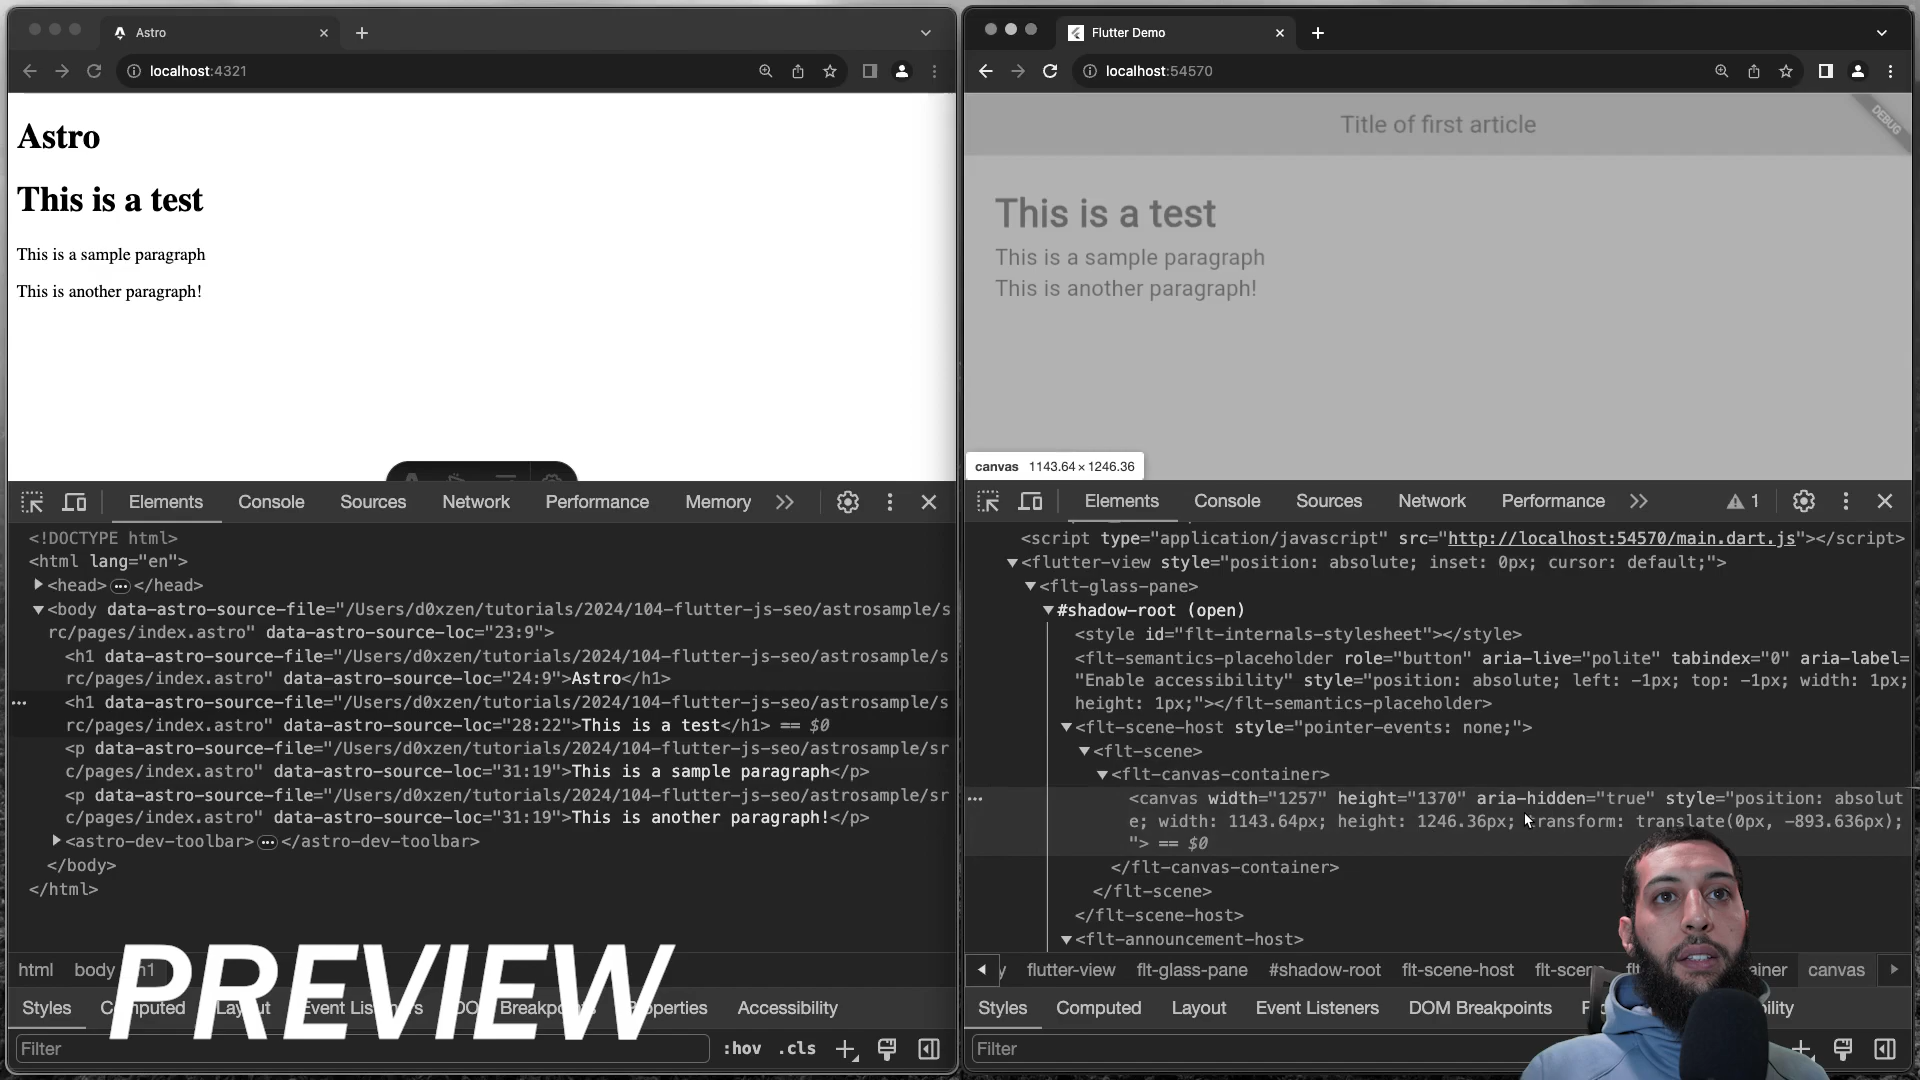 Astro
localhost:4321
Astro
This is a test
This is a sample paragraph
This is another paragraph!
Elements Console Sources Network Performance Memory
<!DOCTYPE html>
<html lang="en">
<head> </head>
<body data-astro-source-file="/Users/d0xzen/tutorials/2024/104-flutter-js-seo/astrosample/s
rc/pages/index.astro" data-astro-source-loc="23:9">
<h1 data-astro-source-file="/Users/d0xzen/tutorials/2024/104-flutter-js-seo/astrosample/s
rc/pages/index.astro" data-astro-source-loc="24:9">Astro</h1>
<h1 data-astro-source-file="/Users/d0xzen/tutorials/2024/104-flutter-js-seo/astrosample/s
rc/pages/index.astro" data-astro-source-loc="28:22">This is a test</h1> == $0
<p data-astro-source-file="/Users/d0xzen/tutorials/2024/104-flutter-js-seo/astrosample/sr
c/pages/index.astro" data-astro-source-loc="31:19">This is a sample paragraph</p>
<p data-astro-source-file="/Users/d0xzen/tutorials/2024/104-flutter-js-seo/astrosample/sr
c/pages/index.astro" data-astro-source-loc="31:19">This is another paragraph!</p>
<astro-dev-toolbar> </astro-dev-toolbar>
</body>
</html>
html body h1
PREVIEW
Styles Computed Layout Event Listeners Properties Accessibility
Filter :hov .cls
Flutter Demo
localhost:54570
Title of first article
DEBUG
This is a test
This is a sample paragraph
This is another paragraph!
canvas 1143.64×1246.36
Elements Console Sources Network Performance 1
<script type="application/javascript" src="http://localhost:54570/main.dart.js"></script>
<flutter-view style="position: absolute; inset: 0px; cursor: default;">
<flt-glass-pane>
#shadow-root (open)
<style id="flt-internals-stylesheet"></style>
<flt-semantics-placeholder role="button" aria-live="polite" tabindex="0" aria-label=
"Enable accessibility" style="position: absolute; left: -1px; top: -1px; width: 1px;
height: 1px;"></flt-semantics-placeholder>
<flt-scene-host style="pointer-events: none;">
<flt-scene>
<flt-canvas-container>
<canvas width="1257" height="1370" aria-hidden="true" style="position: absolut
e; width: 1143.64px; height: 1246.36px; transform: translate(0px, -893.636px);
"> == $0
</flt-canvas-container>
</flt-scene>
</flt-scene-host>
<flt-announcement-host>
flutter-view flt-glass-pane #shadow-root flt-scene-host flt-scene canvas
Styles Computed Layout Event Listeners DOM Breakpoints
Filter